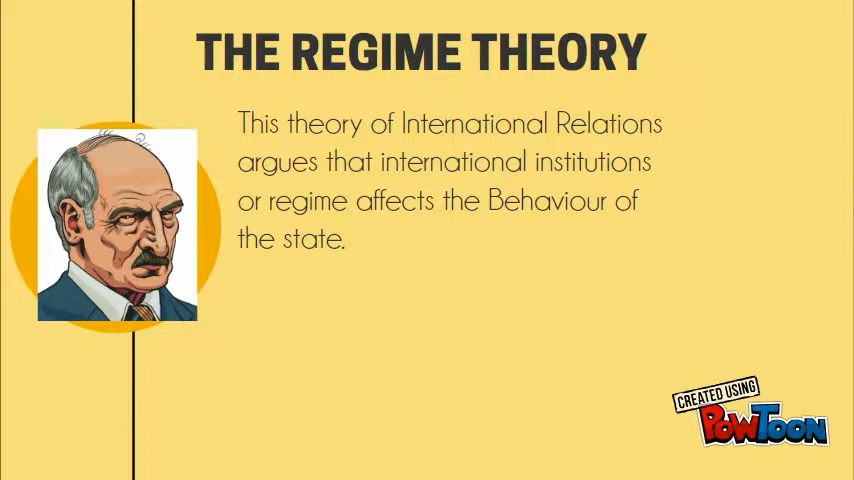 THE REGIME THEORY
This theory of International Relations
argues that international institutions
or regime affects the Behaviour of
the state.
CREATED USING
POWTOON